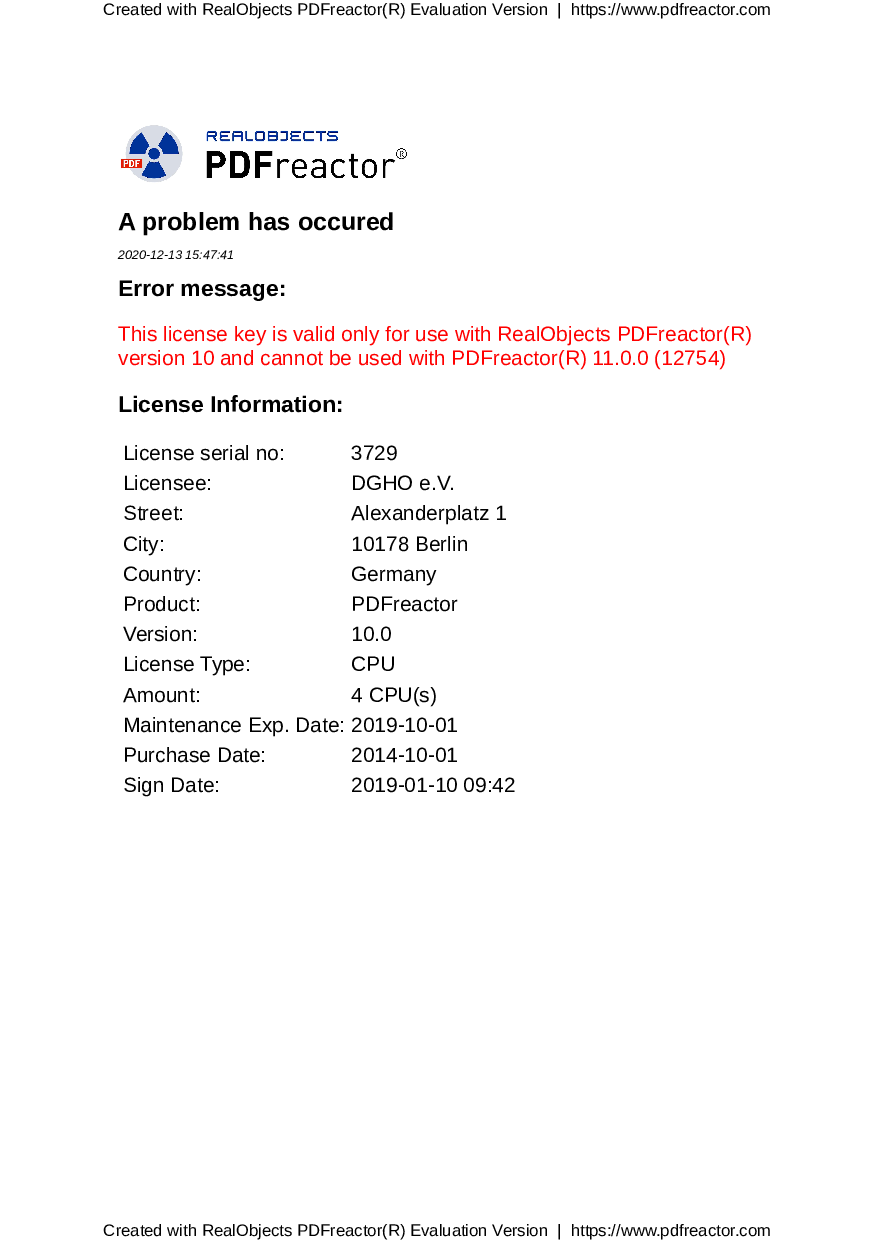 Created with RealObjects PDFreactor(R) Evaluation Version | https://www.pdfreactor.com
PDF
REALOBJECTS
PDFreactor®
A problem has occured
2020-12-13 15:47:41
Error message:
This license key is valid only for use with RealObjects PDFreactor(R)
version 10 and cannot be used with PDFreactor(R) 11.0.0 (12754)
License Information:
License serial no: 3729
Licensee: DGHO e.V.
Street: Alexanderplatz 1
City: 10178 Berlin
Country: Germany
Product: PDFreactor
Version: 10.0
License Type: CPU
Amount: 4 CPU(s)
Maintenance Exp. Date: 2019-10-01
Purchase Date: 2014-10-01
Sign Date: 2019-01-10 09:42
Created with RealObjects PDFreactor(R) Evaluation Version | https://www.pdfreactor.com